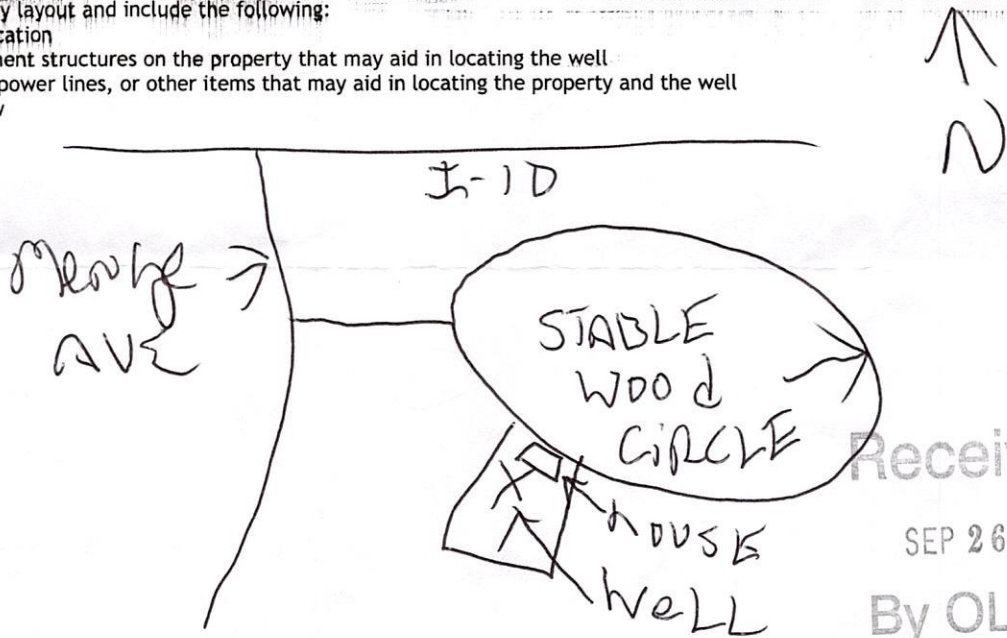 y layout and include the following:
cation
nent structures on the property that may aid in locating the well
power lines, or other items that may aid in locating the property and the well
y
N
I-10
AVE
STABLE
WOOD
CIRCLE
Recei
SEP 26
HOUSE
WELL
By OL